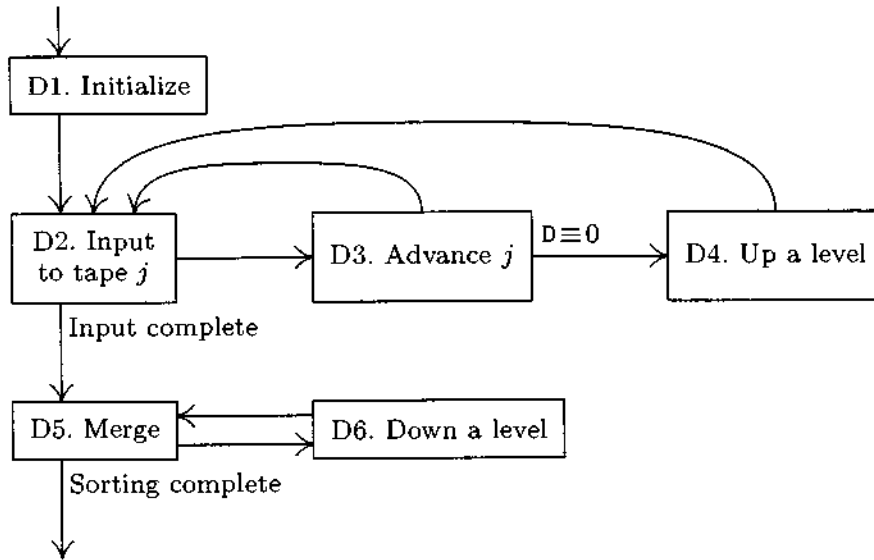 D1. Initialize
D2. Input
to tape j
D3. Advance j
D≡0
D4. Up a level
Input complete
D5. Merge
D6. Down a level
Sorting complete